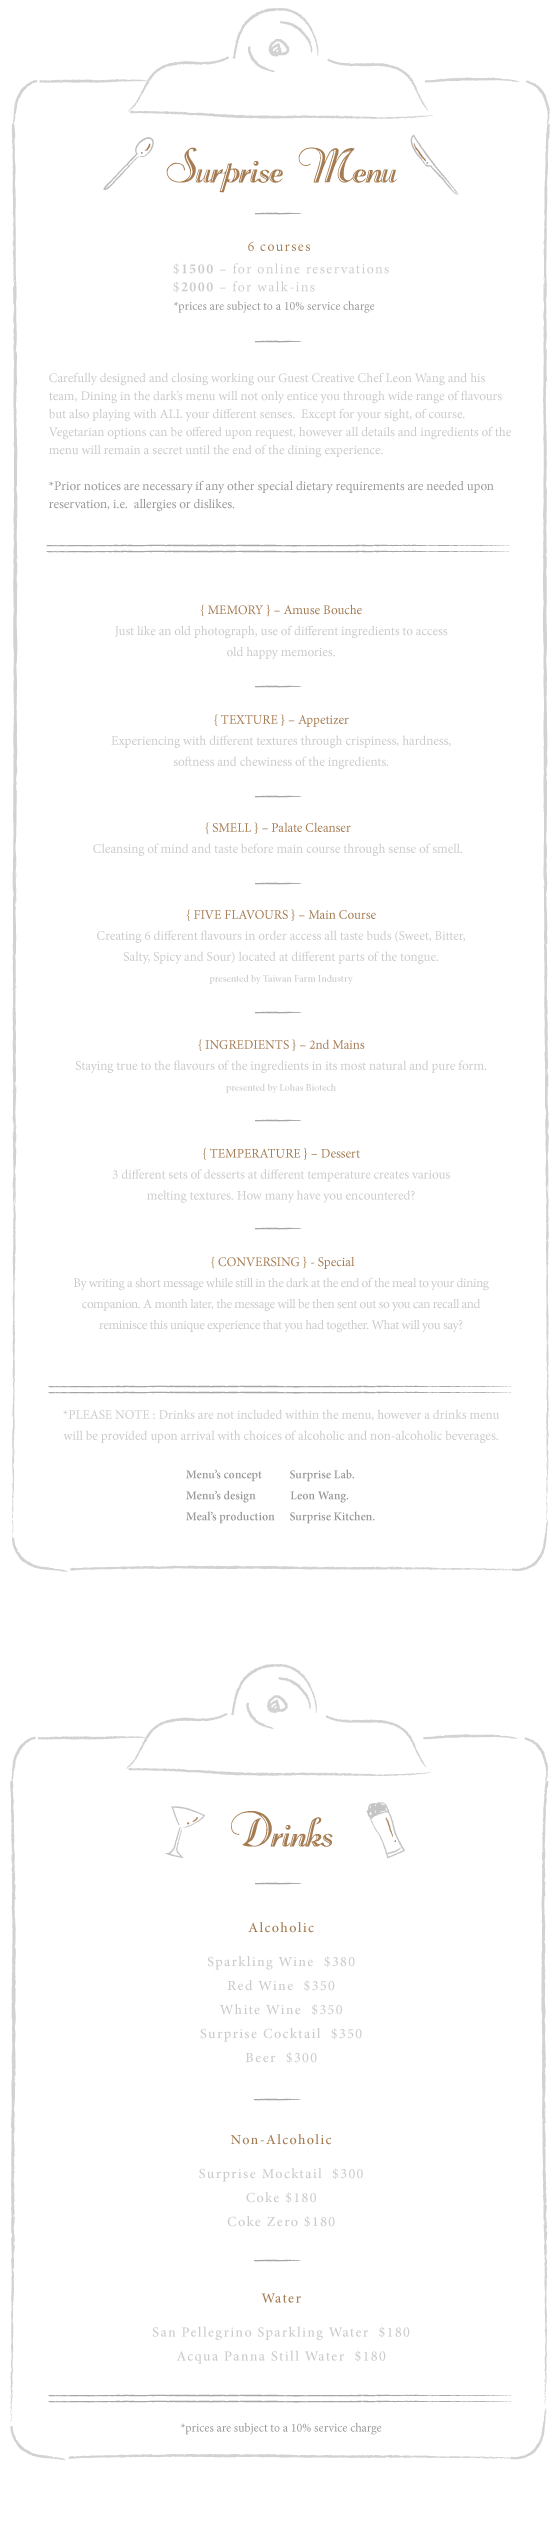 Surprise Menu
6 courses
$1500 – for online reservations
$2000 – for walk-ins
*prices are subject to a 10% service charge
Carefully designed and closing working our Guest Creative Chef Leon Wang and his
team, Dining in the dark's menu will not only entice you through wide range of flavours
but also playing with ALL your different senses.  Except for your sight, of course.
Vegetarian options can be offered upon request, however all details and ingredients of the
menu will remain a secret until the end of the dining experience.
*Prior notices are necessary if any other special dietary requirements are needed upon
reservation, i.e.  allergies or dislikes.
{ MEMORY } – Amuse Bouche
Just like an old photograph, use of different ingredients to access
old happy memories.
{ TEXTURE } – Appetizer
Experiencing with different textures through crispiness, hardness,
softness and chewiness of the ingredients.
{ SMELL } – Palate Cleanser
Cleansing of mind and taste before main course through sense of smell.
{ FIVE FLAVOURS } – Main Course
Creating 6 different flavours in order access all taste buds (Sweet, Bitter,
Salty, Spicy and Sour) located at different parts of the tongue.
presented by Taiwan Farm Industry
{ INGREDIENTS } – 2nd Mains
Staying true to the flavours of the ingredients in its most natural and pure form.
presented by Lohas Biotech
{ TEMPERATURE } – Dessert
3 different sets of desserts at different temperature creates various
melting textures. How many have you encountered?
{ CONVERSING } - Special
By writing a short message while still in the dark at the end of the meal to your dining
companion. A month later, the message will be then sent out so you can recall and
reminisce this unique experience that you had together. What will you say?
*PLEASE NOTE : Drinks are not included within the menu, however a drinks menu
will be provided upon arrival with choices of alcoholic and non-alcoholic beverages.
Menu's concept Surprise Lab.
Menu's design Leon Wang.
Meal's production Surprise Kitchen.
Drinks
Alcoholic
Sparkling Wine  $380
Red Wine  $350
White Wine  $350
Surprise Cocktail  $350
Beer  $300
Non-Alcoholic
Surprise Mocktail  $300
Coke $180
Coke Zero $180
Water
San Pellegrino Sparkling Water  $180
Acqua Panna Still Water  $180
*prices are subject to a 10% service charge